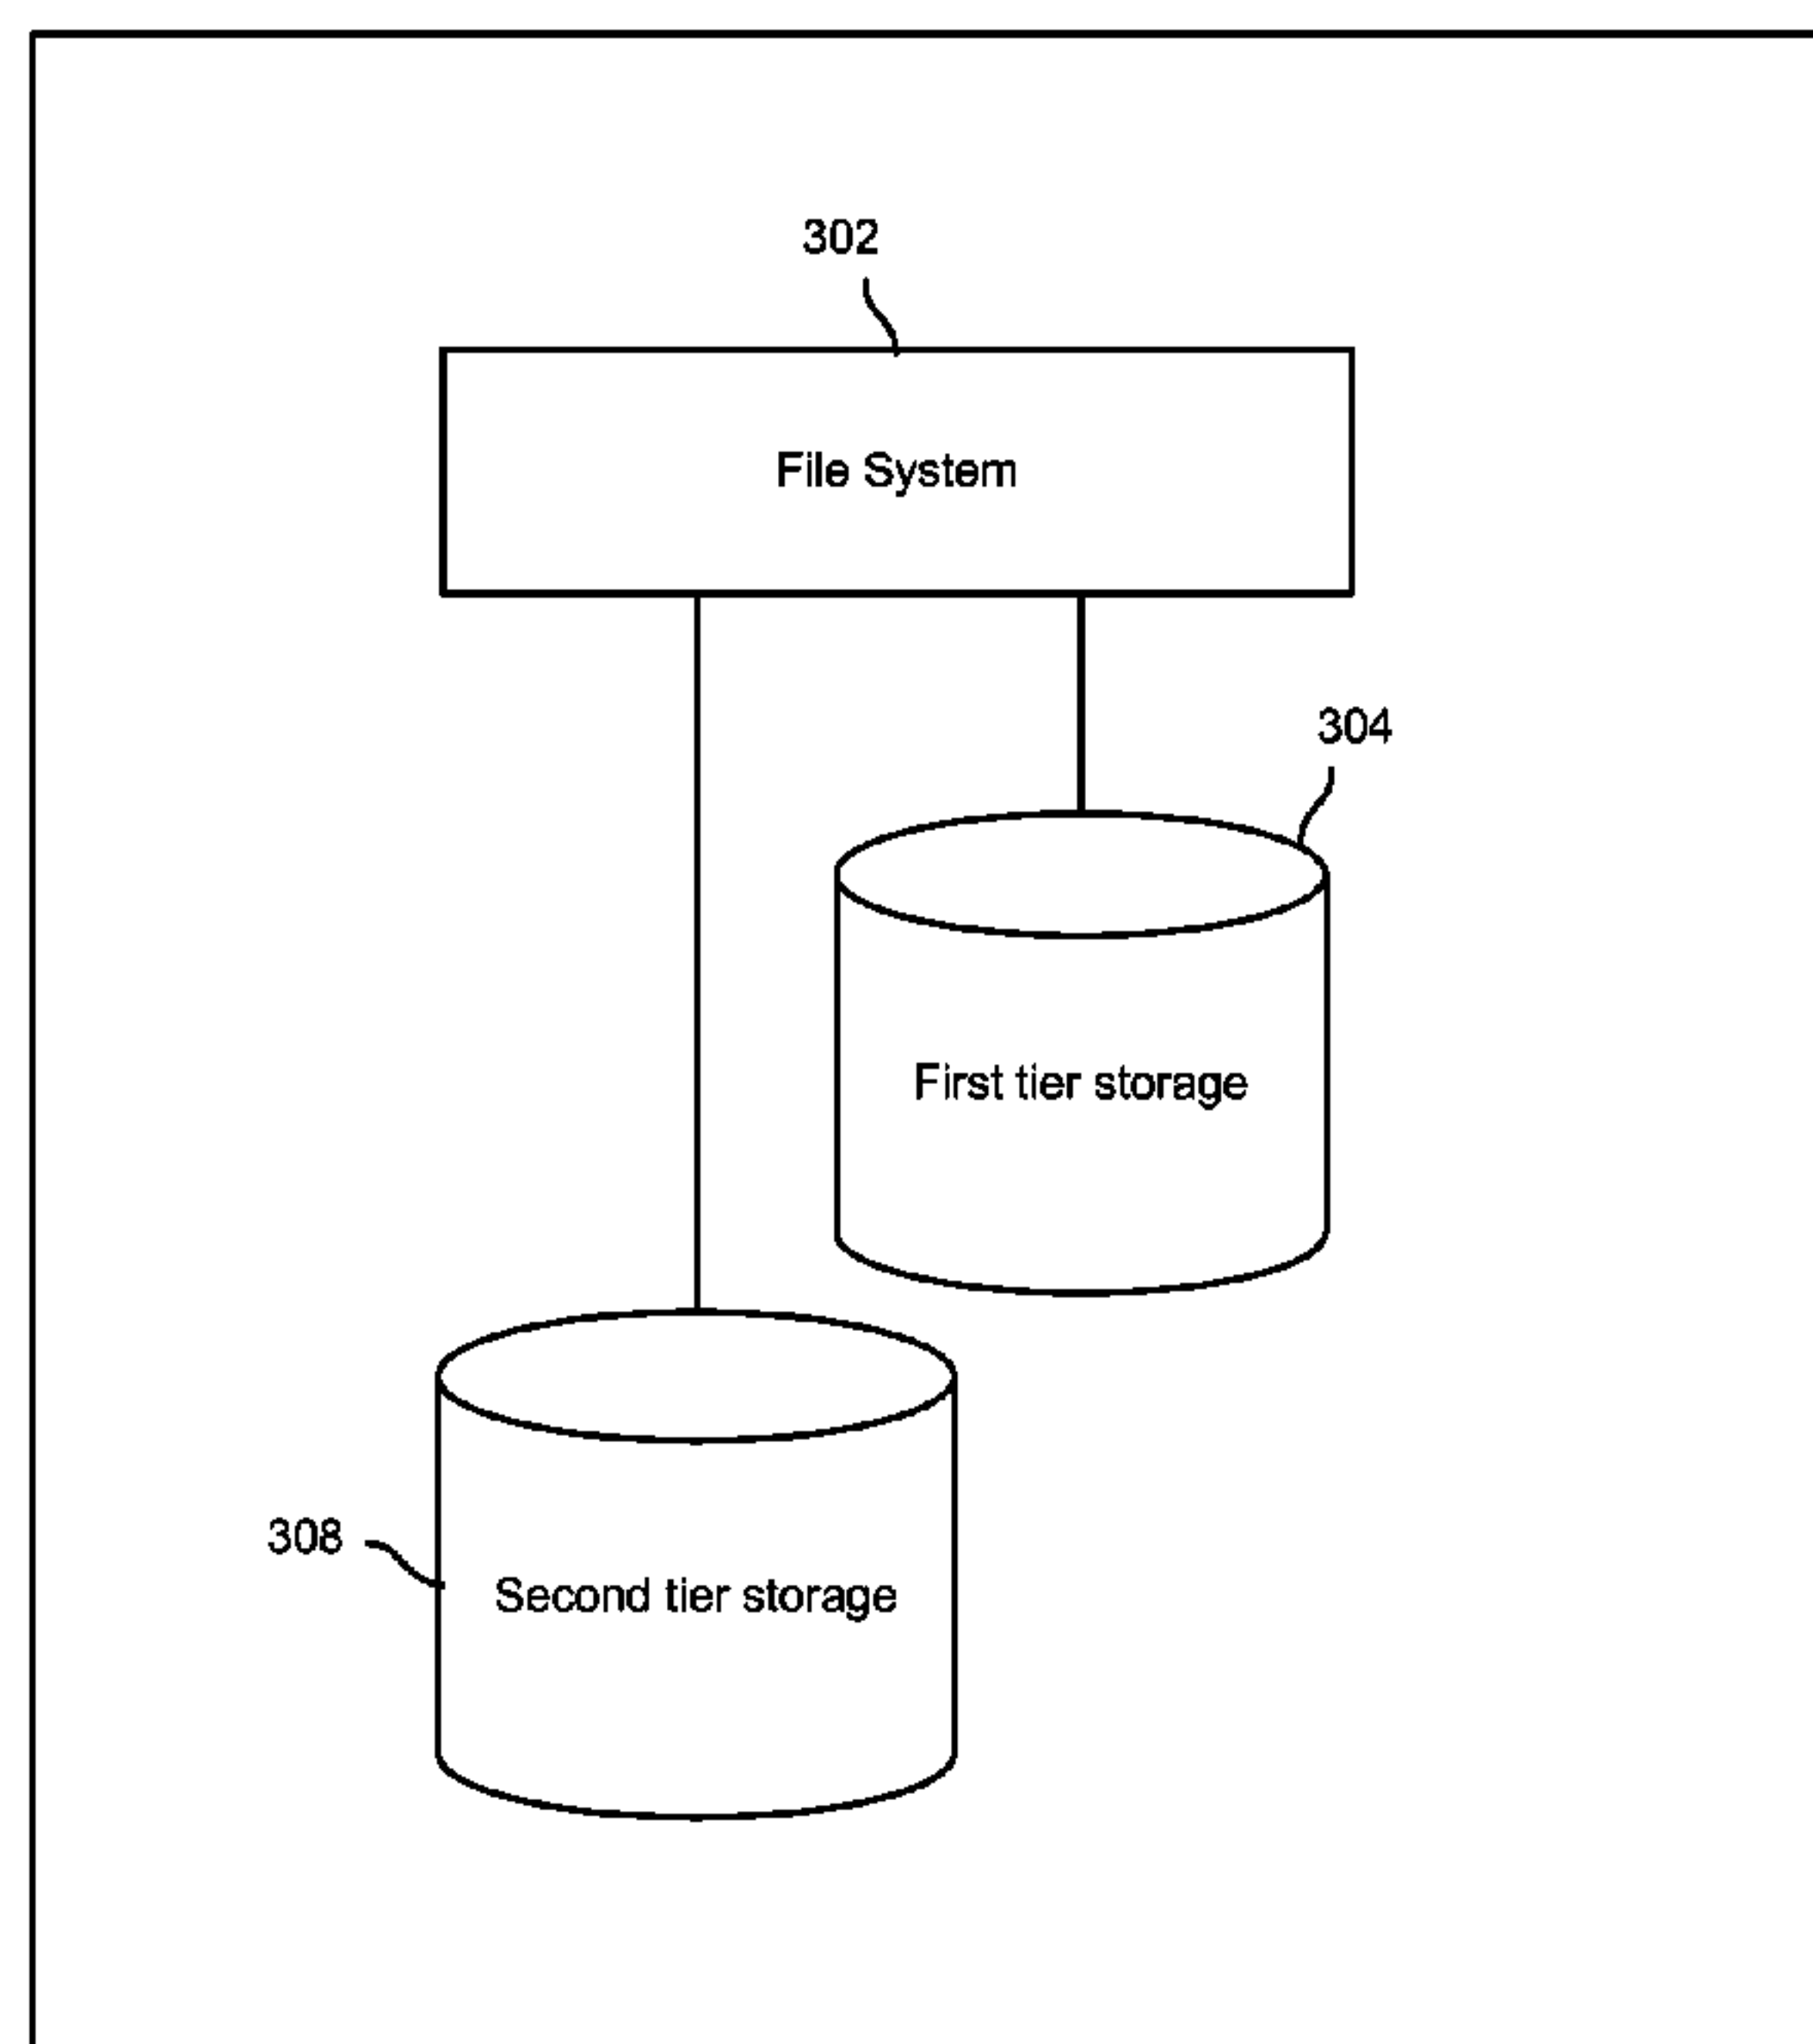 302
File System
304
First tier storage
308
Second tier storage